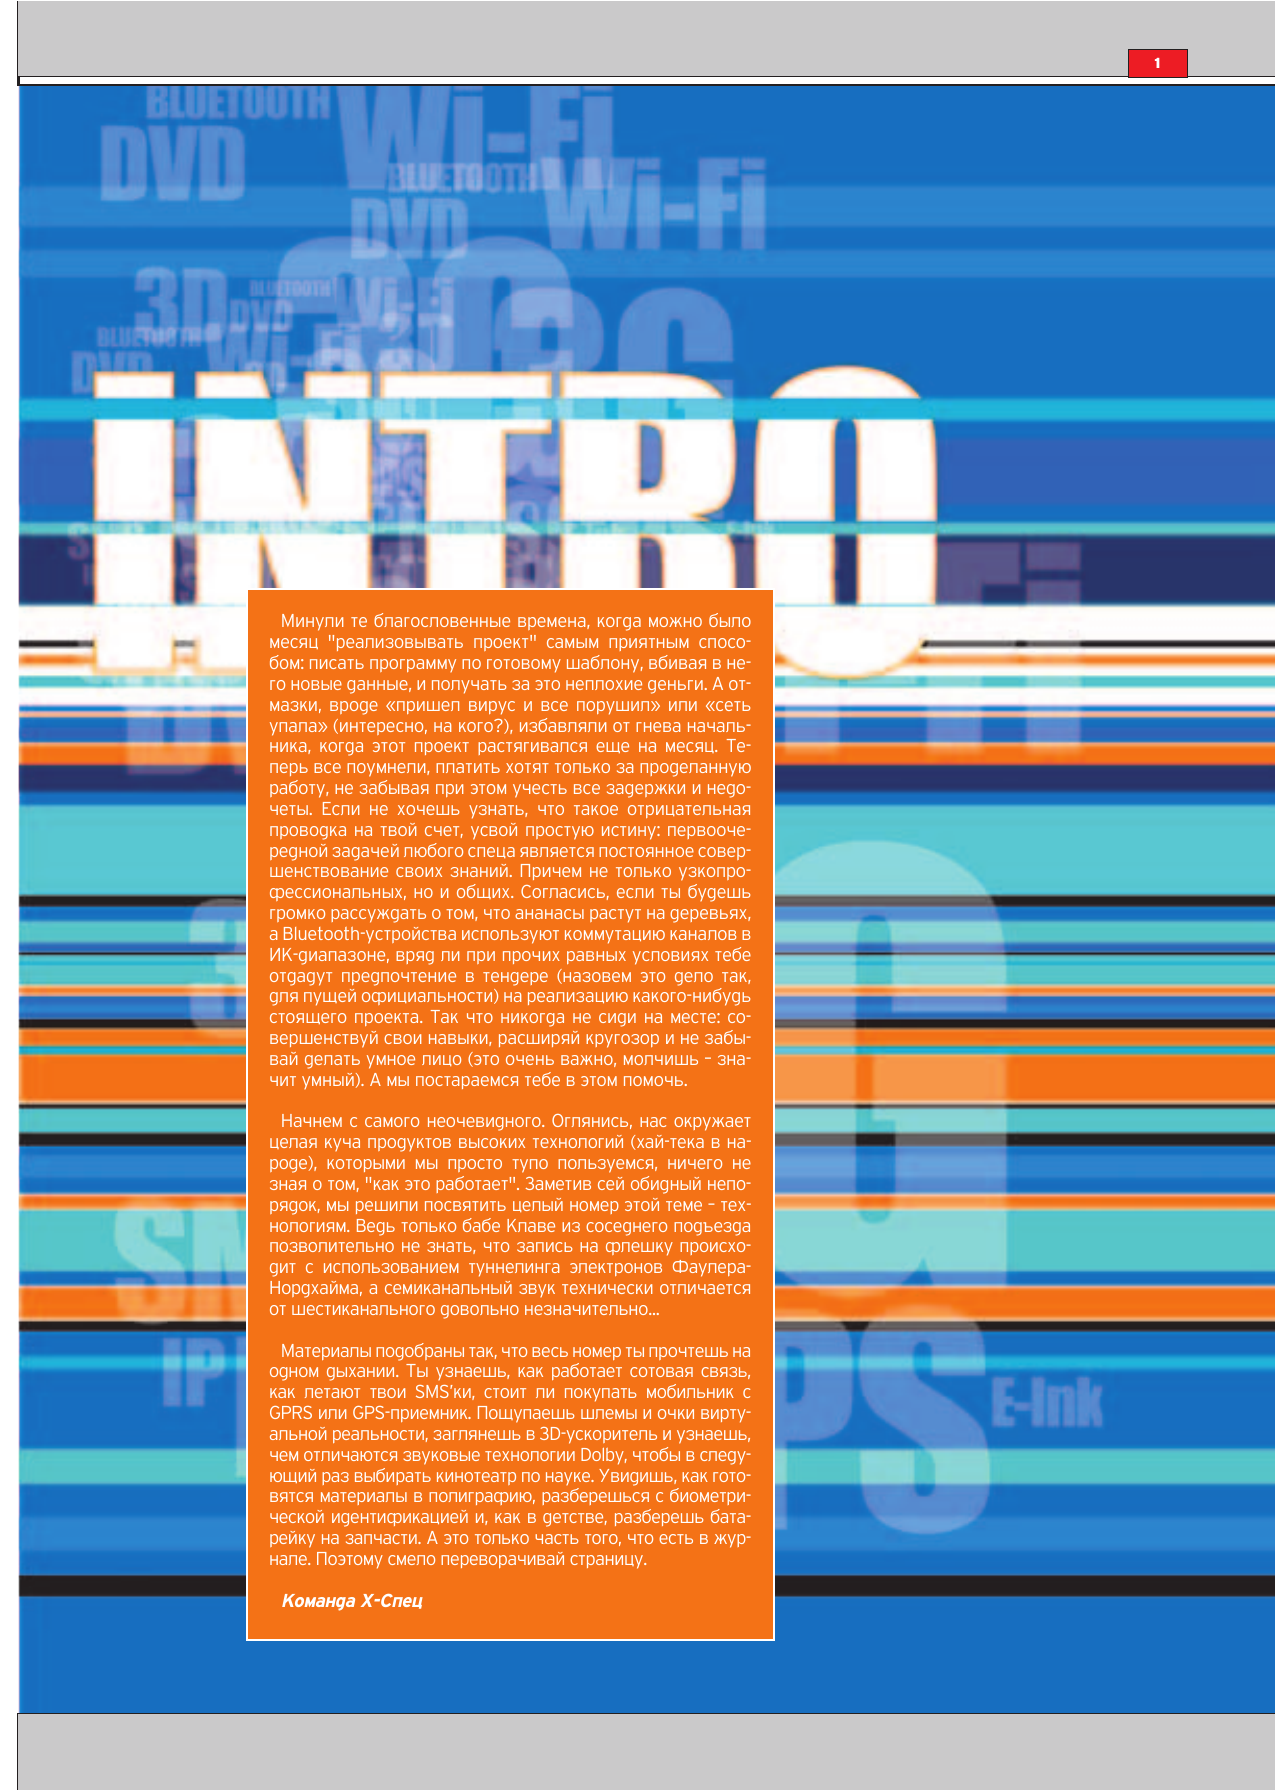 1
BLUETOOTH
Wi-Fi
DVD
BLUETOOTH
Wi-Fi
DVD
3G
3D
BLUETOOTH
Wi-Fi
DVD
3G
BLUETOOTH
Wi-Fi
DVD
INTRO
Минули те благословенные времена, когда можно было
месяц "реализовывать проект" самым приятным спосо-
бом: писать программу по готовому шаблону, вбивая в не-
го новые данные, и получать за это неплохие деньги. А от-
мазки, вроде «пришел вирус и все порушил» или «сеть
упала» (интересно, на кого?), избавляли от гнева началь-
ника, когда этот проект растягивался еще на месяц. Те-
перь все поумнели, платить хотят только за проделанную
работу, не забывая при этом учесть все задержки и недо-
четы. Если не хочешь узнать, что такое отрицательная
проводка на твой счет, усвой простую истину: первооче-
редной задачей любого спеца является постоянное совер-
шенствование своих знаний. Причем не только узкопро-
фессиональных, но и общих. Согласись, если ты будешь
громко рассуждать о том, что ананасы растут на деревьях,
а Bluetooth-устройства используют коммутацию каналов в
ИК-диапазоне, вряд ли при прочих равных условиях тебе
отдадут предпочтение в тендере (назовем это дело так,
для пущей официальности) на реализацию какого-нибудь
стоящего проекта. Так что никогда не сиди на месте: со-
вершенствуй свои навыки, расширяй кругозор и не забы-
вай делать умное лицо (это очень важно, молчишь – зна-
чит умный). А мы постараемся тебе в этом помочь.
Начнем с самого неочевидного. Оглянись, нас окружает
целая куча продуктов высоких технологий (хай-тека в на-
роде), которыми мы просто тупо пользуемся, ничего не
зная о том, "как это работает". Заметив сей обидный непо-
рядок, мы решили посвятить целый номер этой теме – тех-
нологиям. Ведь только бабе Клаве из соседнего подъезда
позволительно не знать, что запись на флешку происхо-
дит с использованием туннелинга электронов Фаулера-
Нордхайма, а семиканальный звук технически отличается
от шестиканального довольно незначительно...
Материалы подобраны так, что весь номер ты прочтешь на
одном дыхании. Ты узнаешь, как работает сотовая связь,
как летают твои SMS'ки, стоит ли покупать мобильник с
GPRS или GPS-приемник. Пощупаешь шлемы и очки вирту-
альной реальности, заглянешь в 3D-ускоритель и узнаешь,
чем отличаются звуковые технологии Dolby, чтобы в следу-
ющий раз выбирать кинотеатр по науке. Увидишь, как гото-
вятся материалы в полиграфию, разберешься с биометри-
ческой идентификацией и, как в детстве, разберешь бата-
рейку на запчасти. А это только часть того, что есть в жур-
нале. Поэтому смело переворачивай страницу.
Команда X-Спец
IP
E-Ink